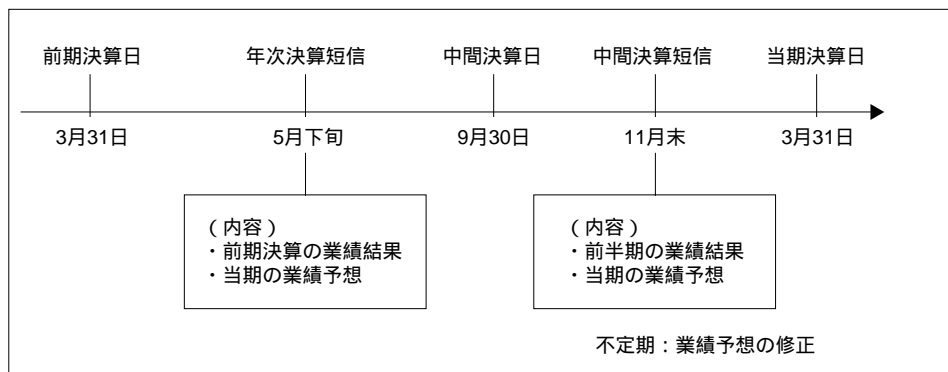 前期決算日
年次決算短信
中間決算日
中間決算短信
当期決算日
3月31日
5月下旬
9月30日
11月末
3月31日
（内容）
・前期決算の業績結果
・当期の業績予想
（内容）
・前半期の業績結果
・当期の業績予想
不定期：業績予想の修正